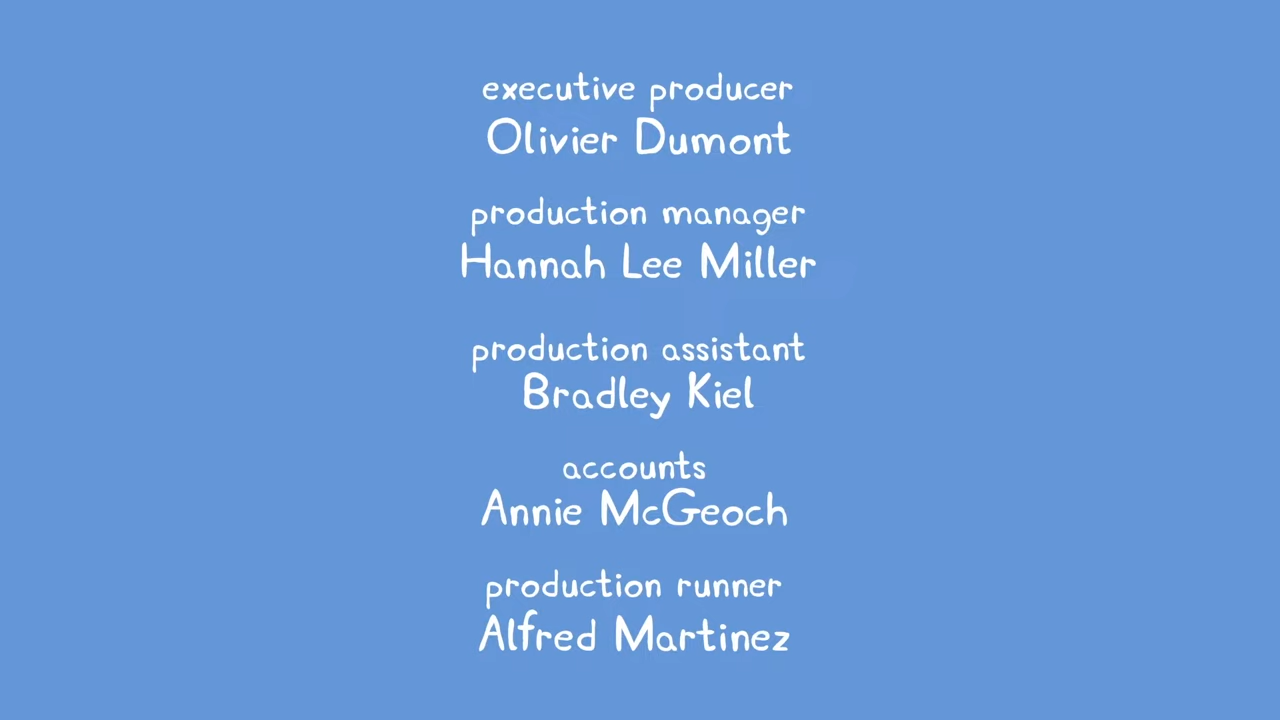 executive producer
Olivier Dumont
production manager
Hannah Lee Miller
production assistant
Bradley Kiel
accounts
Annie McGeoch
production runner
Alfred Martinez